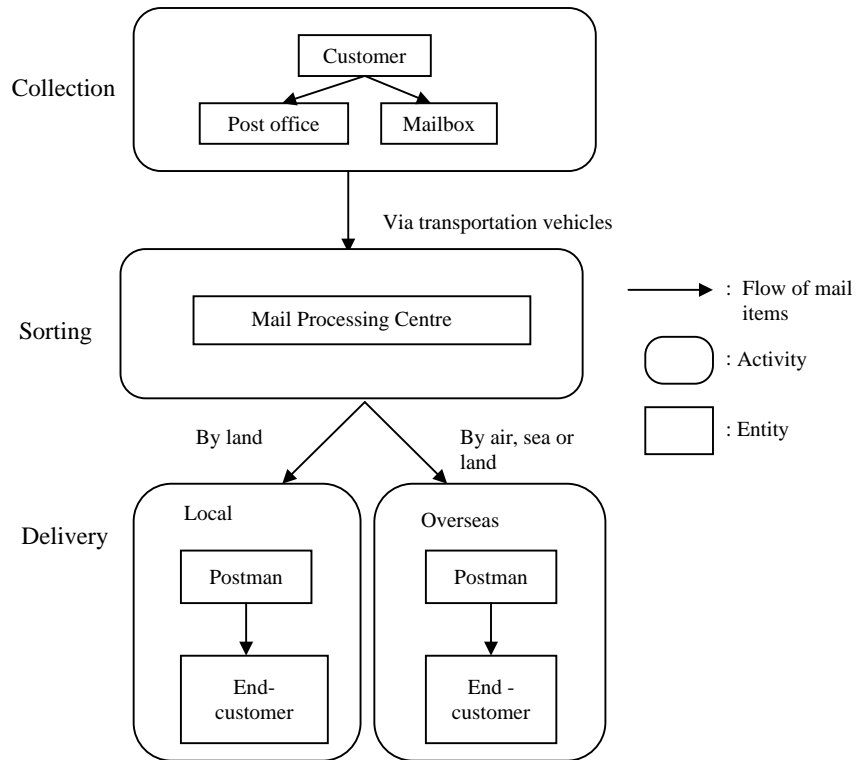 Customer
Collection
Post office
Mailbox
Via transportation vehicles
: Flow of mail
items
Mail Processing Centre
Sorting
: Activity
: Entity
By land
By air, sea or
land
Local
Overseas
Delivery
Postman
Postman
End-
customer
End -
customer